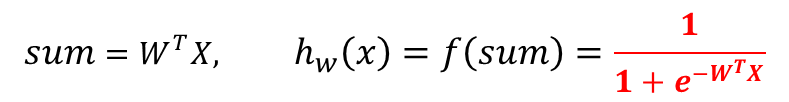 sum = W^T X, h_w(x) = f(sum) = 1 / (1 + e^{-W^T X})